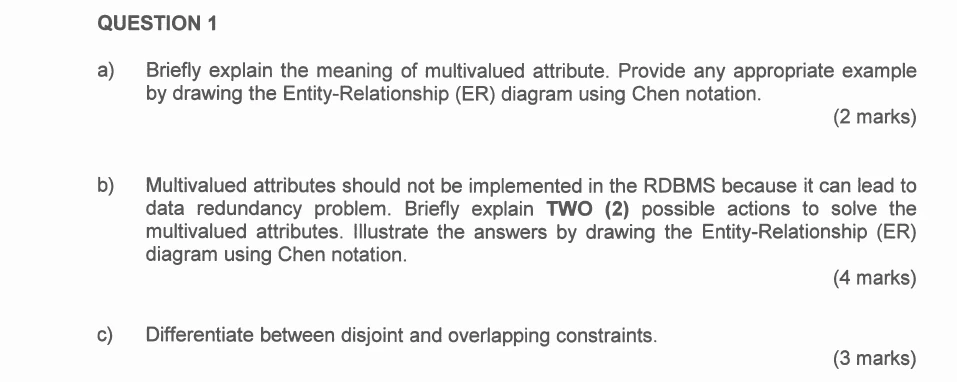 QUESTION 1
a) Briefly explain the meaning of multivalued attribute. Provide any appropriate example
by drawing the Entity-Relationship (ER) diagram using Chen notation.
(2 marks)
b) Multivalued attributes should not be implemented in the RDBMS because it can lead to
data redundancy problem. Briefly explain TWO (2) possible actions to solve the
multivalued attributes. Illustrate the answers by drawing the Entity-Relationship (ER)
diagram using Chen notation.
(4 marks)
c) Differentiate between disjoint and overlapping constraints.
(3 marks)